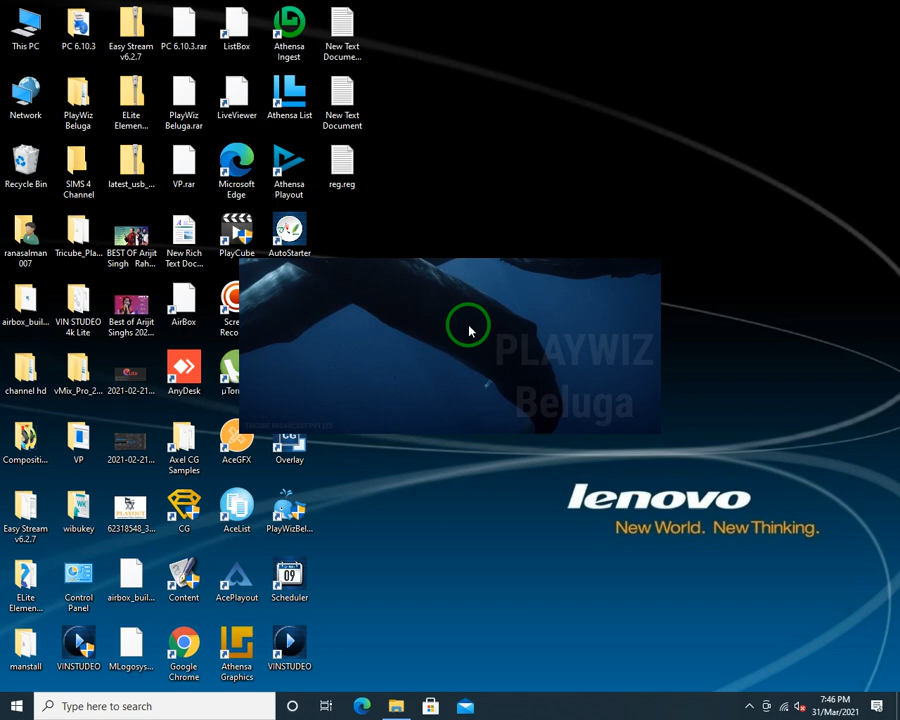 This PC
PC 6.10.3
Easy Stream
v6.2.7
PC 6.10.3.rar
ListBox
Athensa
Ingest
New Text
Docume...
Network
PlayWiz
Beluga
ELite
Elemen...
PlayWiz
Beluga.rar
LiveViewer
Athensa List
New Text
Document
Recycle Bin
SIMS 4
Channel
latest_usb_...
VP.rar
Microsoft
Edge
Athensa
Playout
reg.reg
ranasalman
007
Tricube_Pla...
BEST OF Arijit
Singh Rah...
New Rich
Text Doc...
PlayCube
AutoStarter
airbox_buil...
VIN STUDEO
4k Lite
Best of Arijit
Singhs 202...
AirBox
Scre
Reco
PLAYWIZ
Beluga
channel hd
vMix_Pro_2...
2021-02-21...
AnyDesk
µTor
Compositi...
VP
2021-02-21...
Axel CG
Samples
AceGFX
CG
Overlay
Easy Stream
v6.2.7
wibukey
62318548_3...
CG
AceList
PlayWizBel...
lenovo
New World. New Thinking.
ELite
Elemen...
Control
Panel
airbox_buil...
Content
AcePlayout
09
Scheduler
manstall
VINSTUDEO
MLogosys...
Google
Chrome
Athensa
Graphics
VINSTUDEO
Type here to search
7:46 PM
31/Mar/2021